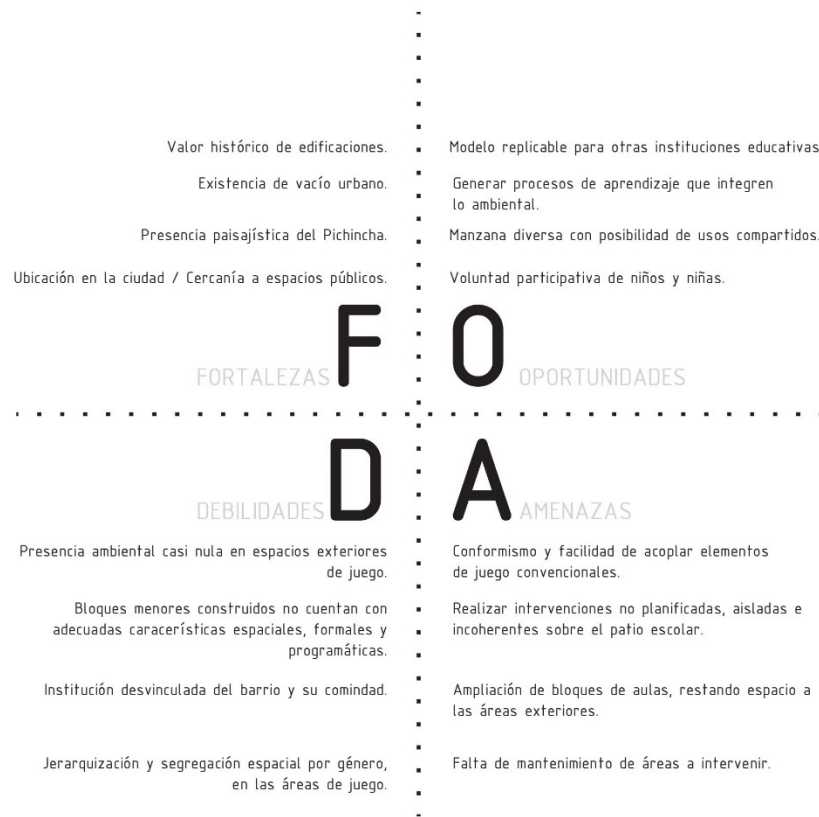 Valor histórico de edificaciones.
Existencia de vacío urbano.
Presencia paisajística del Pichincha.
Ubicación en la ciudad / Cercanía a espacios públicos.
F
FORTALEZAS
Modelo replicable para otras instituciones educativas
Generar procesos de aprendizaje que integren
lo ambiental.
Manzana diversa con posibilidad de usos compartidos.
Voluntad participativa de niños y niñas.
O
OPORTUNIDADES
D
DEBILIDADES
Presencia ambiental casi nula en espacios exteriores
de juego.
Bloques menores construidos no cuentan con
adecuadas caracerísticas espaciales, formales y
programáticas.
Institución desvinculada del barrio y su comindad.
Jerarquización y segregación espacial por género,
en las áreas de juego.
A
AMENAZAS
Conformismo y facilidad de acoplar elementos
de juego convencionales.
Realizar intervenciones no planificadas, aisladas e
incoherentes sobre el patio escolar.
Ampliación de bloques de aulas, restando espacio a
las áreas exteriores.
Falta de mantenimiento de áreas a intervenir.